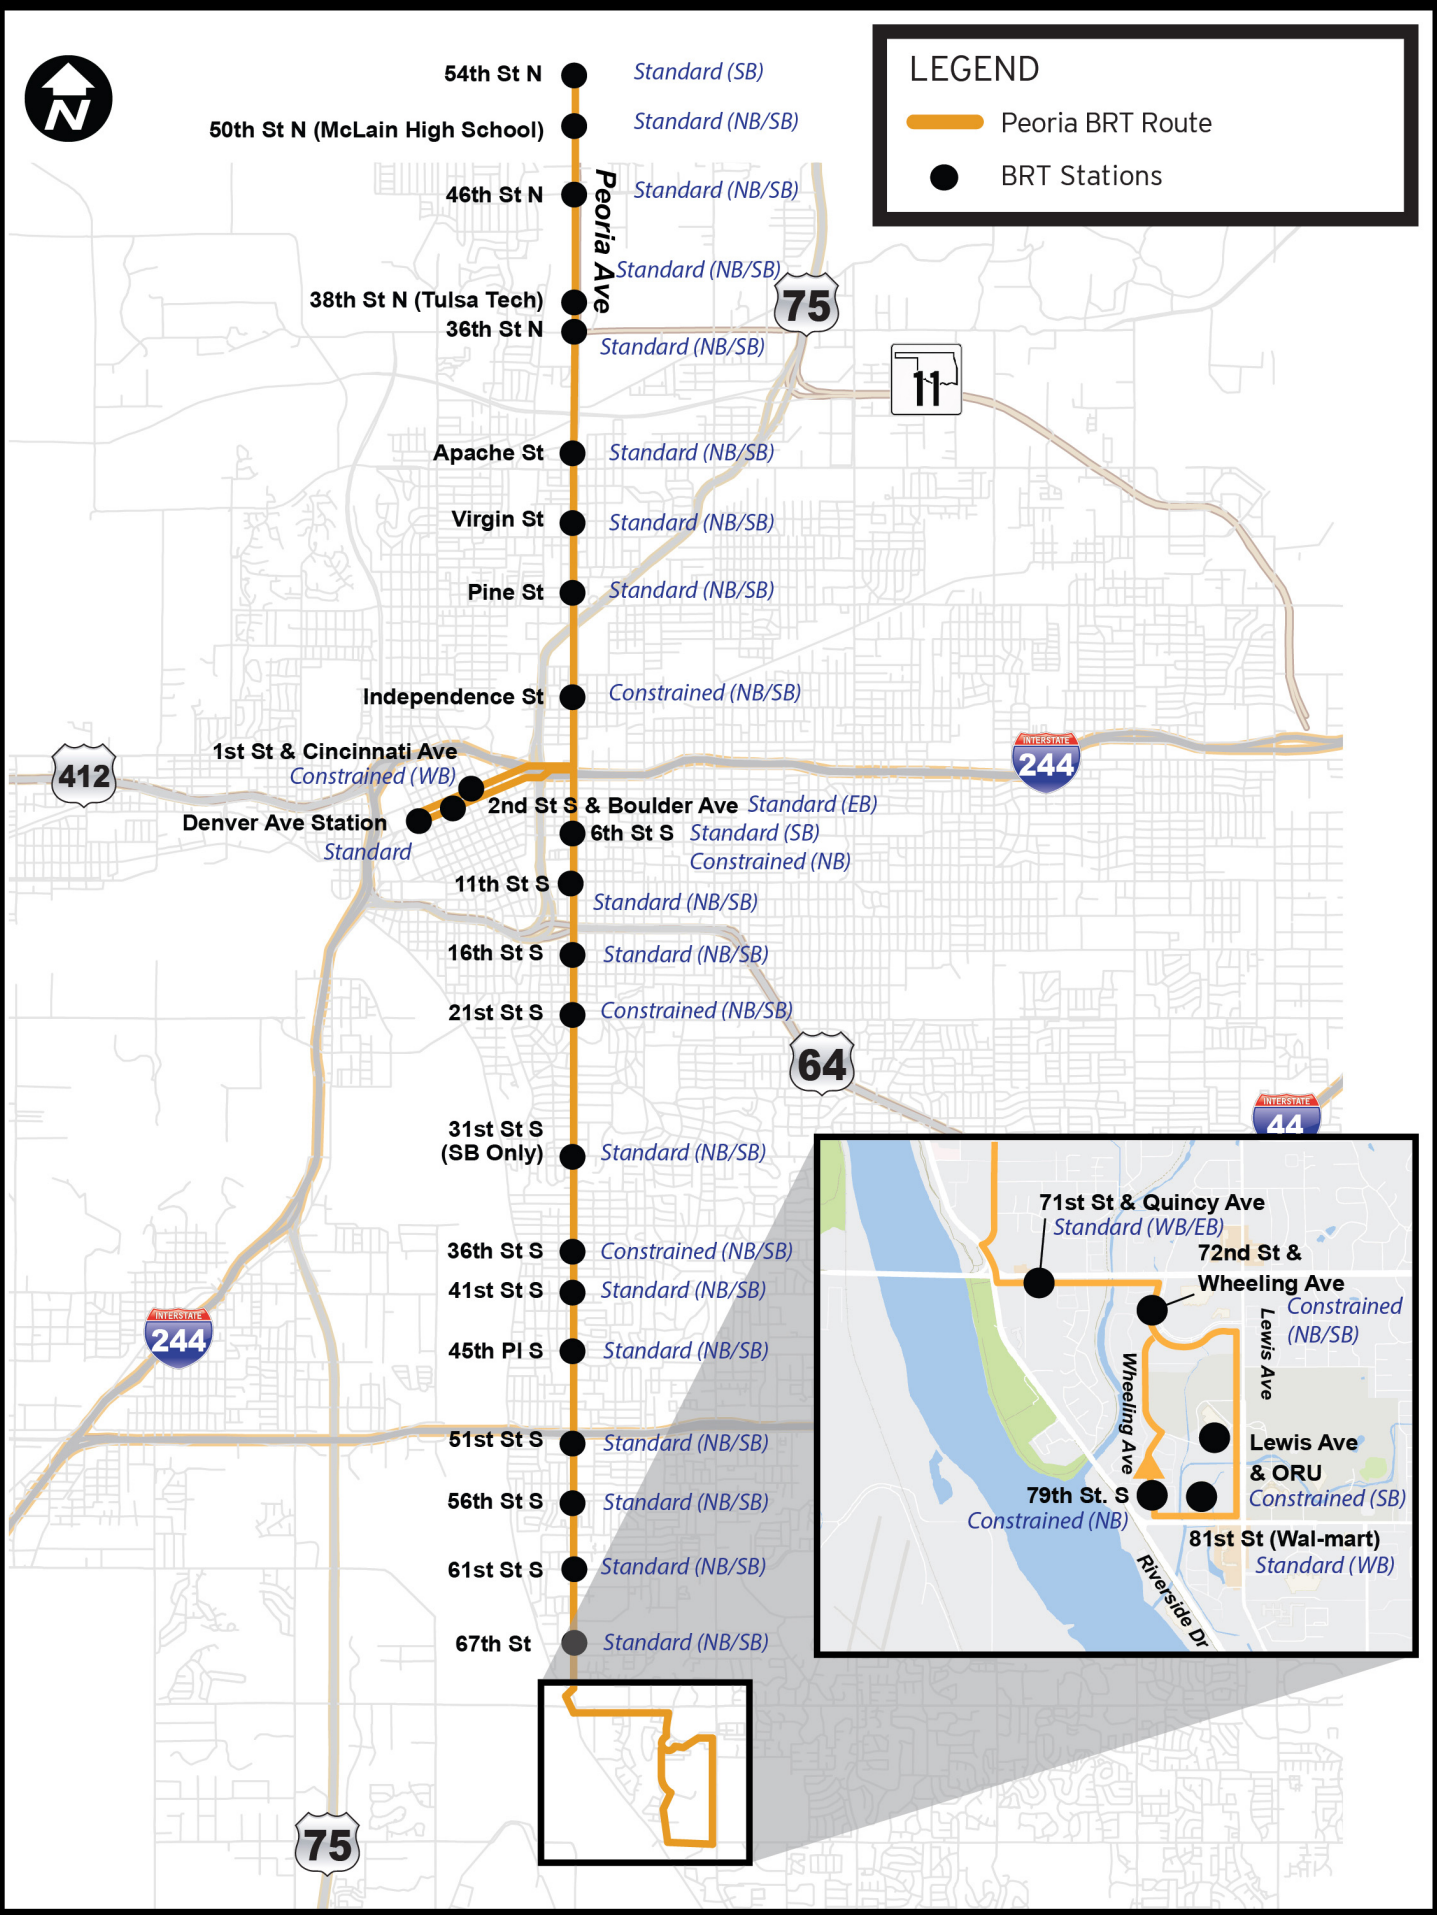 N
LEGEND
Peoria BRT Route
BRT Stations
54th St N
Standard (SB)
50th St N (McLain High School)
Standard (NB/SB)
46th St N
Standard (NB/SB)
Peoria Ave
Standard (NB/SB)
38th St N (Tulsa Tech)
36th St N
Standard (NB/SB)
75
11
Apache St
Standard (NB/SB)
Virgin St
Standard (NB/SB)
Pine St
Standard (NB/SB)
Independence St
Constrained (NB/SB)
412
INTERSTATE
244
1st St & Cincinnati Ave
Constrained (WB)
2nd St S & Boulder Ave
Standard (EB)
Denver Ave Station
Standard
6th St S
Standard (SB)
Constrained (NB)
11th St S
Standard (NB/SB)
16th St S
Standard (NB/SB)
21st St S
Constrained (NB/SB)
64
INTERSTATE
44
31st St S
(SB Only)
Standard (NB/SB)
36th St S
Constrained (NB/SB)
41st St S
Standard (NB/SB)
INTERSTATE
244
45th Pl S
Standard (NB/SB)
51st St S
Standard (NB/SB)
56th St S
Standard (NB/SB)
61st St S
Standard (NB/SB)
67th St
Standard (NB/SB)
75
71st St & Quincy Ave
Standard (WB/EB)
72nd St &
Wheeling Ave
Constrained
(NB/SB)
Lewis Ave
Wheeling Ave
Lewis Ave
& ORU
Constrained (SB)
79th St. S
Constrained (NB)
81st St (Wal-mart)
Standard (WB)
Riverside Dr